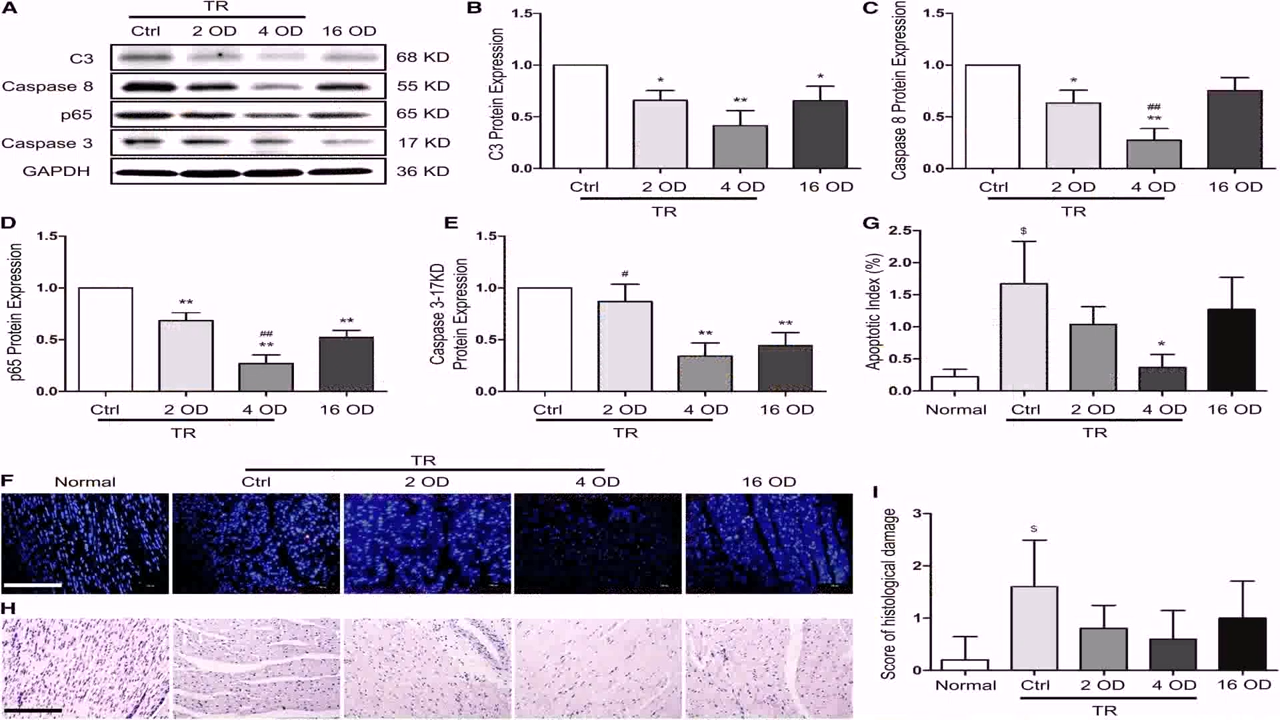 A
TR
Ctrl 2 OD 4 OD 16 OD
C3 68 KD
Caspase 8 55 KD
p65 65 KD
Caspase 3 17 KD
GAPDH 36 KD
B
C3 Protein Expression
1.5
1.0
0.5
0.0
*
**
*
Ctrl 2 OD 4 OD 16 OD
TR
C
Caspase 8 Protein Expression
1.5
1.0
0.5
0.0
*
##
**
Ctrl 2 OD 4 OD 16 OD
TR
D
p65 Protein Expression
1.5
1.0
0.5
0.0
**
##
**
**
Ctrl 2 OD 4 OD 16 OD
TR
E
Caspase 3-17KD
Protein Expression
1.5
1.0
0.5
0.0
#
**
**
Ctrl 2 OD 4 OD 16 OD
TR
G
Apoptotic Index (%)
2.5
2.0
1.5
1.0
0.5
0.0
$
*
Normal Ctrl 2 OD 4 OD 16 OD
TR
F
TR
Normal Ctrl 2 OD 4 OD 16 OD
H
I
Score of histological damage
3
2
1
0
$
Normal Ctrl 2 OD 4 OD 16 OD
TR